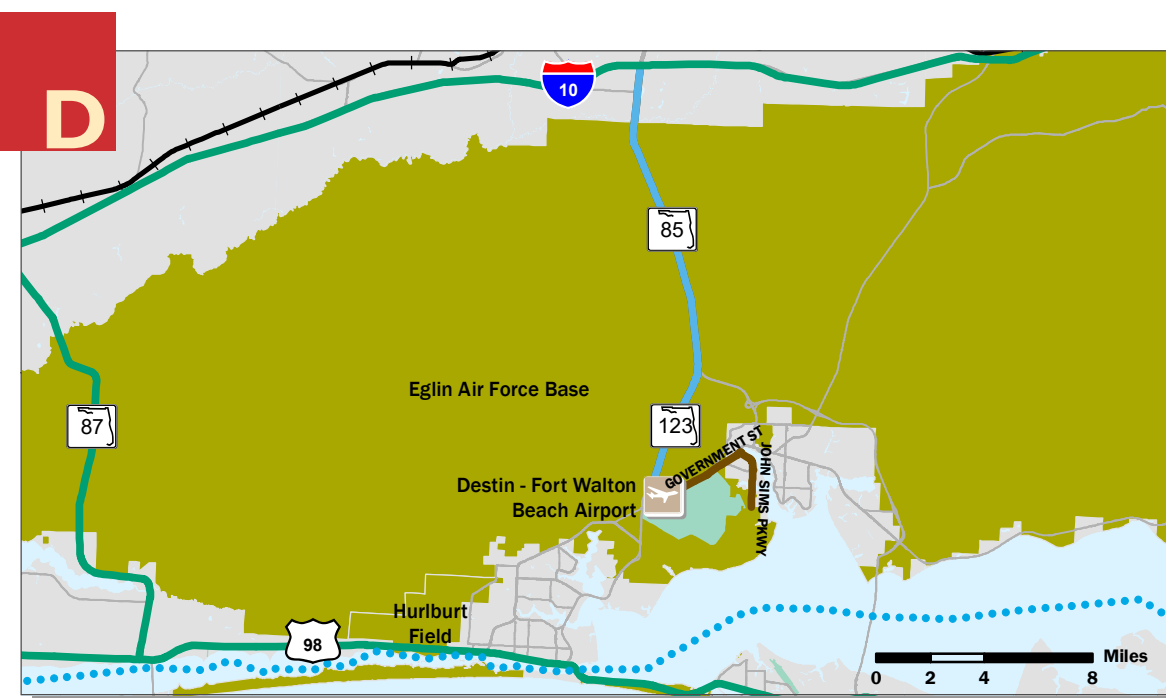 D
10
85
Eglin Air Force Base
87
123
GOVERNMENT ST
JOHN SIMS PKWY
Destin - Fort Walton
Beach Airport
Hurlburt
Field
98
Miles
0 2 4 8